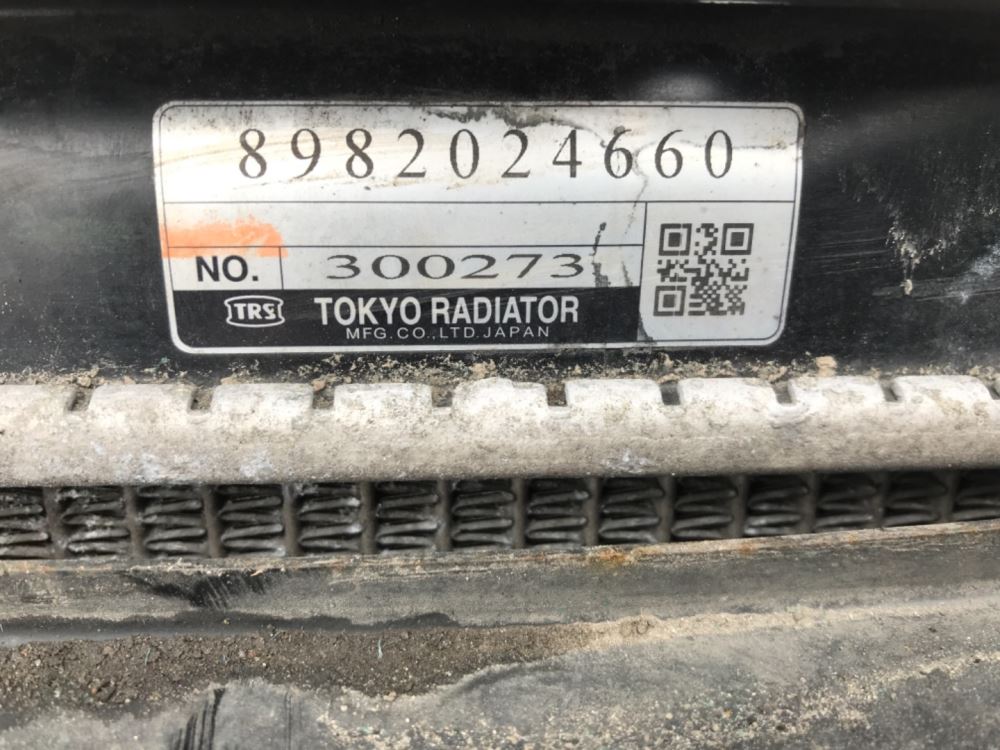 8982024660
NO. 300273
TRS TOKYO RADIATOR
MFG.CO.,LTD.JAPAN